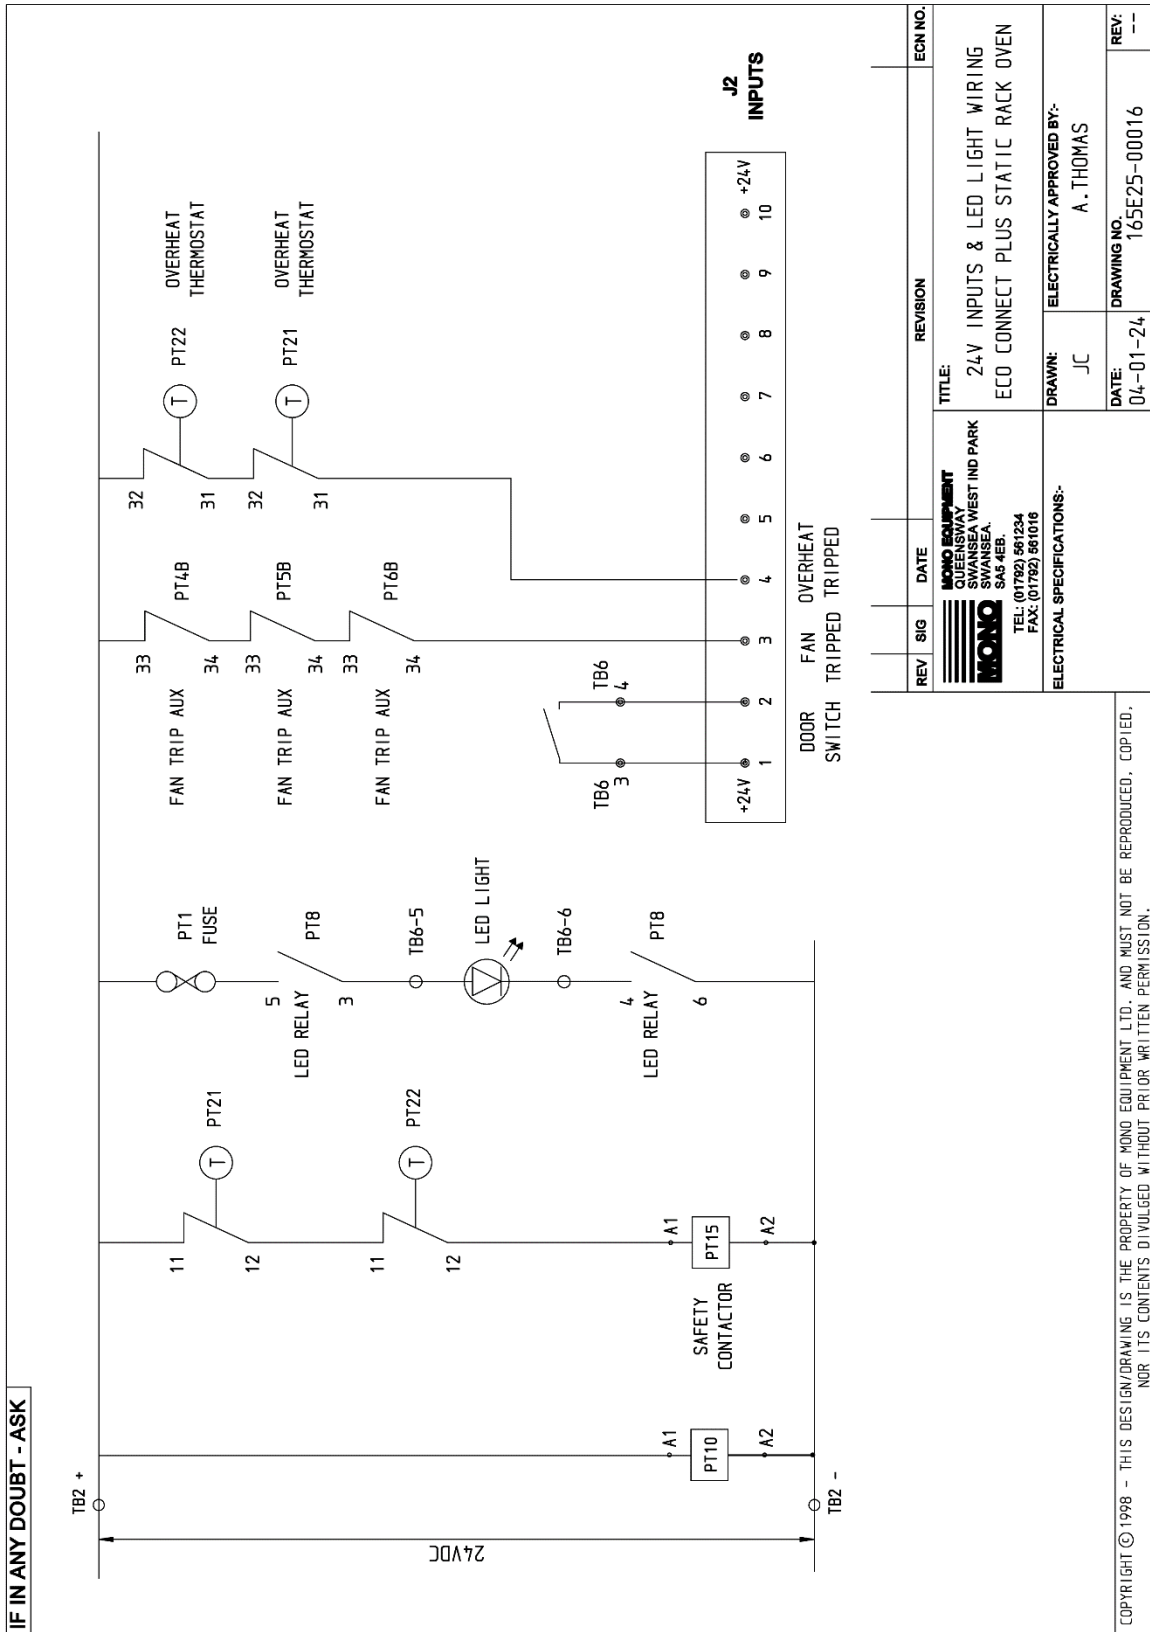 IF IN ANY DOUBT - ASK
TB2 +
24VDC
TB2 -
A1
PT10
A2
11
12
T
PT21
11
12
T
PT22
A1
PT15
A2
SAFETY
CONTACTOR
PT1
FUSE
5
3
PT8
LED RELAY
TB6-5
LED LIGHT
TB6-6
4
6
PT8
LED RELAY
FAN TRIP AUX
33
34
PT4B
FAN TRIP AUX
33
34
PT5B
FAN TRIP AUX
33
34
PT6B
32
31
T
PT22
OVERHEAT
THERMOSTAT
32
31
T
PT21
OVERHEAT
THERMOSTAT
TB6
3
TB6
4
+24V
1
2
3
4
5
6
7
8
9
10
+24V
J2
INPUTS
DOOR
SWITCH
FAN
TRIPPED
OVERHEAT
TRIPPED
REV
SIG
DATE
REVISION
ECN NO.
MONO
MONO EQUIPMENT
QUEENSWAY
SWANSEA WEST IND PARK
SWANSEA.
SA5 4EB.
TEL: (01792) 561234
FAX: (01792) 561016
TITLE:
24V INPUTS & LED LIGHT WIRING
ECO CONNECT PLUS STATIC RACK OVEN
ELECTRICAL SPECIFICATIONS:-
DRAWN:
JC
ELECTRICALLY APPROVED BY:-
A.THOMAS
DATE:
04-01-24
DRAWING NO.
165E25-00016
REV:
--
COPYRIGHT © 1998 - THIS DESIGN/DRAWING IS THE PROPERTY OF MONO EQUIPMENT LTD. AND MUST NOT BE REPRODUCED, COPIED,
NOR ITS CONTENTS DIVULGED WITHOUT PRIOR WRITTEN PERMISSION.